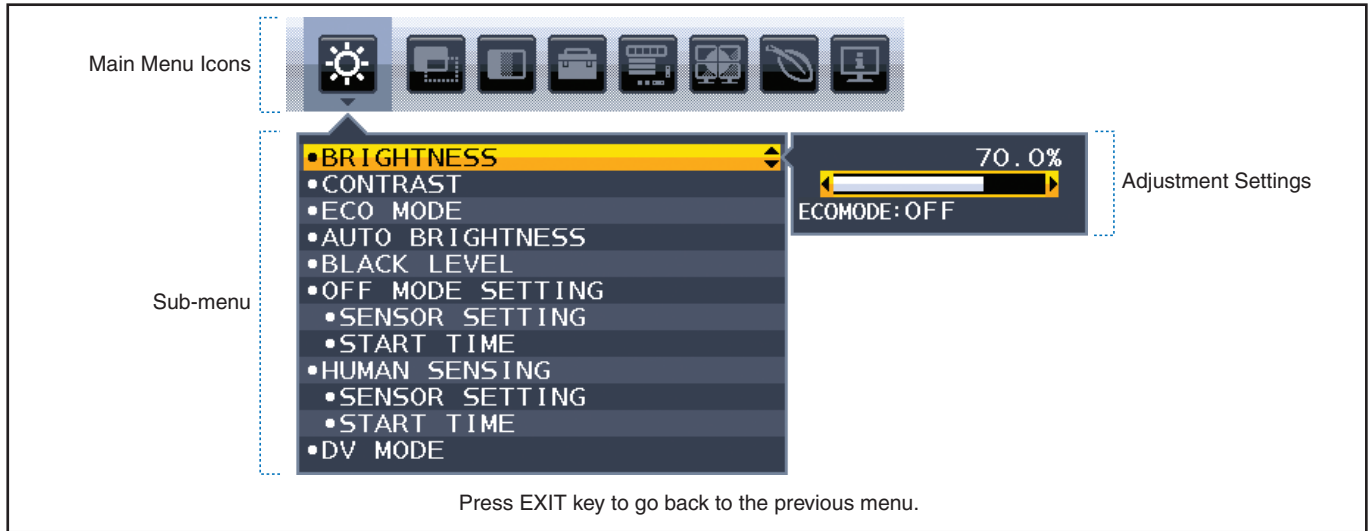 Main Menu Icons
•BRIGHTNESS
•CONTRAST
•ECO MODE
•AUTO BRIGHTNESS
•BLACK LEVEL
•OFF MODE SETTING
•SENSOR SETTING
•START TIME
•HUMAN SENSING
•SENSOR SETTING
•START TIME
•DV MODE
70.0%
ECOMODE:OFF
Adjustment Settings
Sub-menu
Press EXIT key to go back to the previous menu.